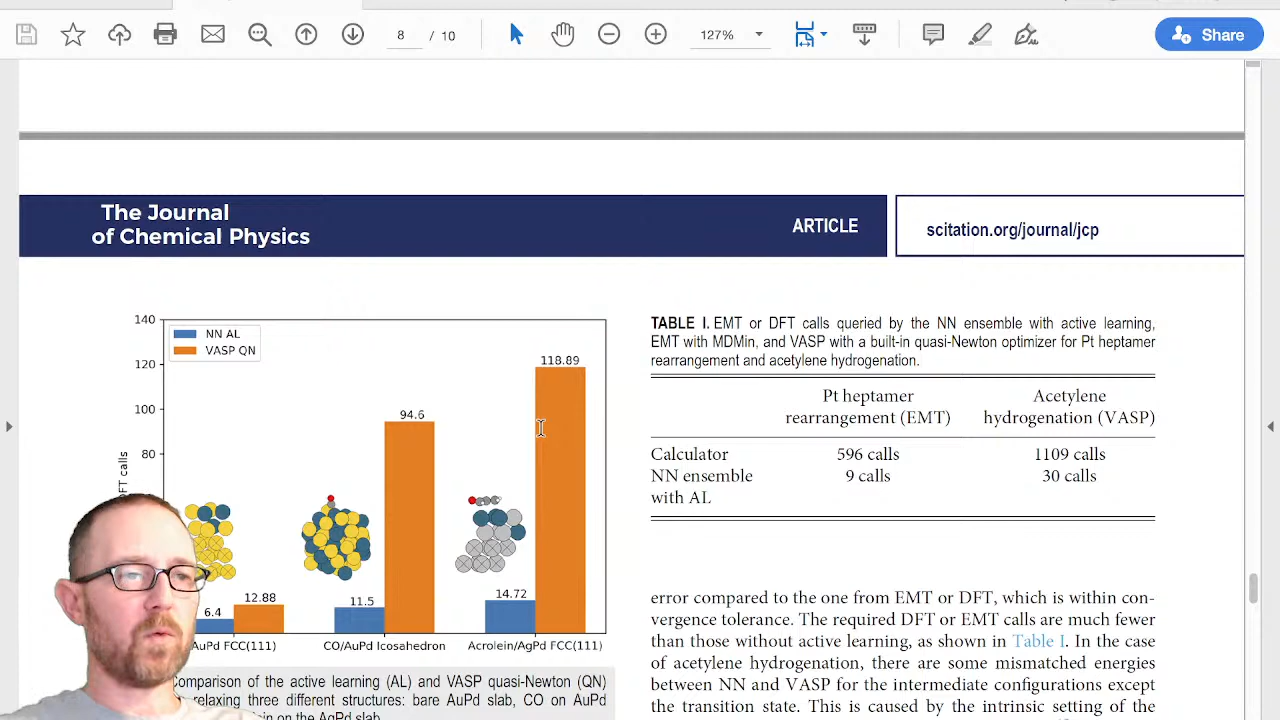 8 / 10
127%
Share
The Journal
of Chemical Physics
ARTICLE
scitation.org/journal/jcp
140
120
100
80
DFT calls
NN AL
VASP QN
6.4
12.88
11.5
94.6
14.72
118.89
AuPd FCC(111)
CO/AuPd Icosahedron
Acrolein/AgPd FCC(111)
Comparison of the active learning (AL) and VASP quasi-Newton (QN)
relaxing three different structures: bare AuPd slab, CO on AuPd
on the AgPd slab.
TABLE I. EMT or DFT calls queried by the NN ensemble with active learning,
EMT with MDMin, and VASP with a built-in quasi-Newton optimizer for Pt heptamer
rearrangement and acetylene hydrogenation.
Pt heptamer
rearrangement (EMT)
Acetylene
hydrogenation (VASP)
Calculator 596 calls 1109 calls
NN ensemble 9 calls 30 calls
with AL
error compared to the one from EMT or DFT, which is within con-
vergence tolerance. The required DFT or EMT calls are much fewer
than those without active learning, as shown in Table I. In the case
of acetylene hydrogenation, there are some mismatched energies
between NN and VASP for the intermediate configurations except
the transition state. This is caused by the intrinsic setting of the